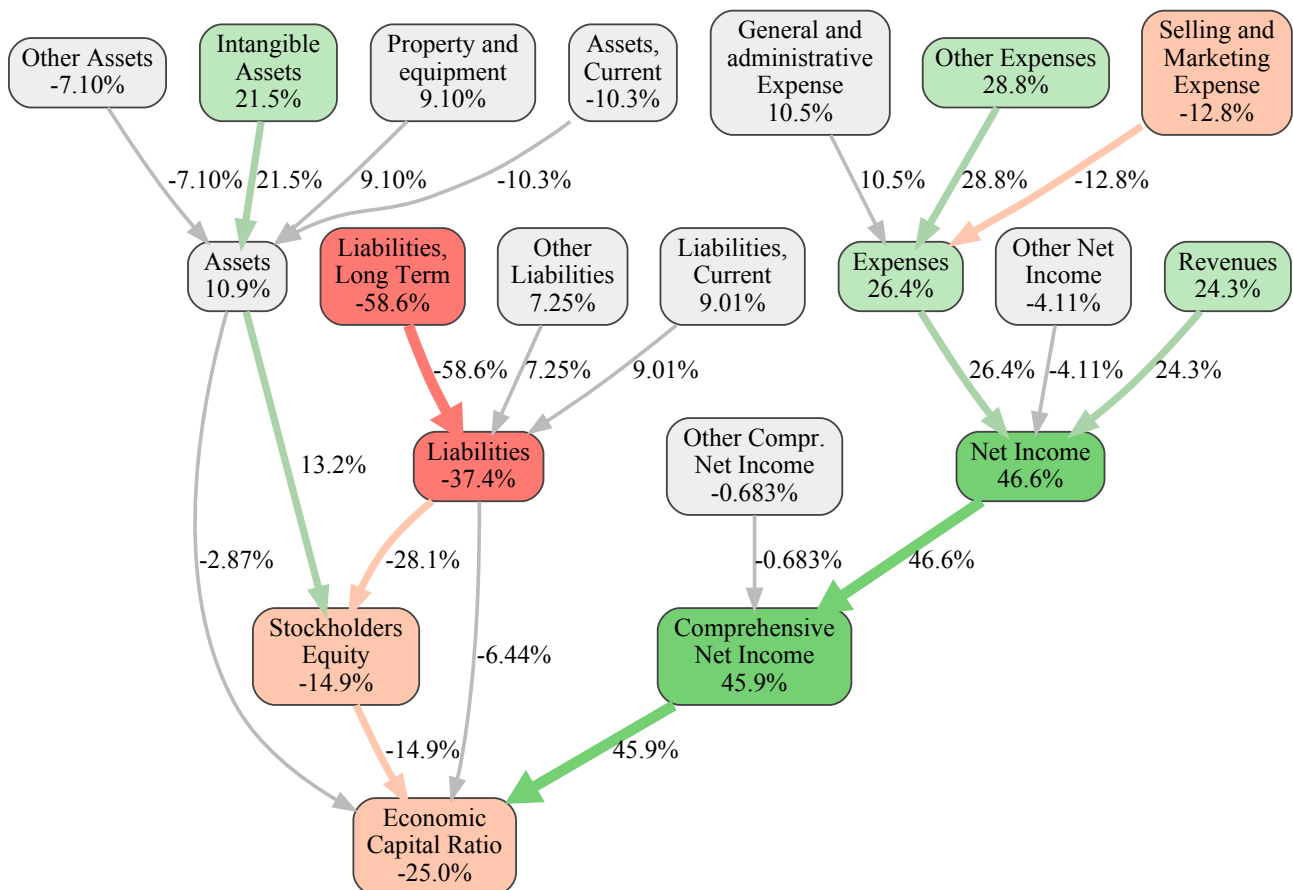 Other Assets
-7.10%
Intangible
Assets
21.5%
Property and
equipment
9.10%
Assets,
Current
-10.3%
General and
administrative
Expense
10.5%
Other Expenses
28.8%
Selling and
Marketing
Expense
-12.8%
-7.10%
21.5%
9.10%
-10.3%
10.5%
28.8%
-12.8%
Assets
10.9%
Liabilities,
Long Term
-58.6%
Other
Liabilities
7.25%
Liabilities,
Current
9.01%
Expenses
26.4%
Other Net
Income
-4.11%
Revenues
24.3%
-58.6%
7.25%
9.01%
26.4%
-4.11%
24.3%
13.2%
Liabilities
-37.4%
Other Compr.
Net Income
-0.683%
Net Income
46.6%
-2.87%
-28.1%
-6.44%
-0.683%
46.6%
Stockholders
Equity
-14.9%
Comprehensive
Net Income
45.9%
-14.9%
45.9%
Economic
Capital Ratio
-25.0%